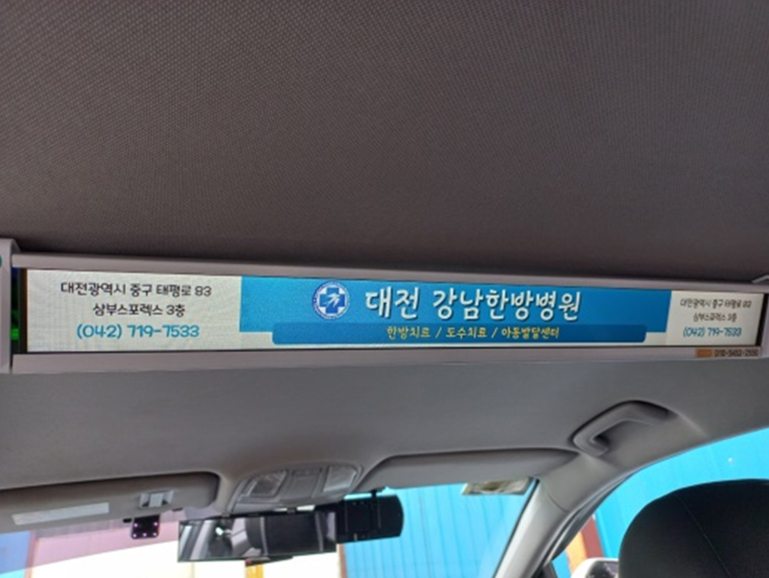 대전광역시 중구 태평로 83
삼부스포렉스 3층
(042) 719-7533
대전 강남한방병원
한방치료 / 도수치료 / 아동발달센터
대전광역시 중구 태평로 83
삼부스포렉스 3층
(042) 719-7533